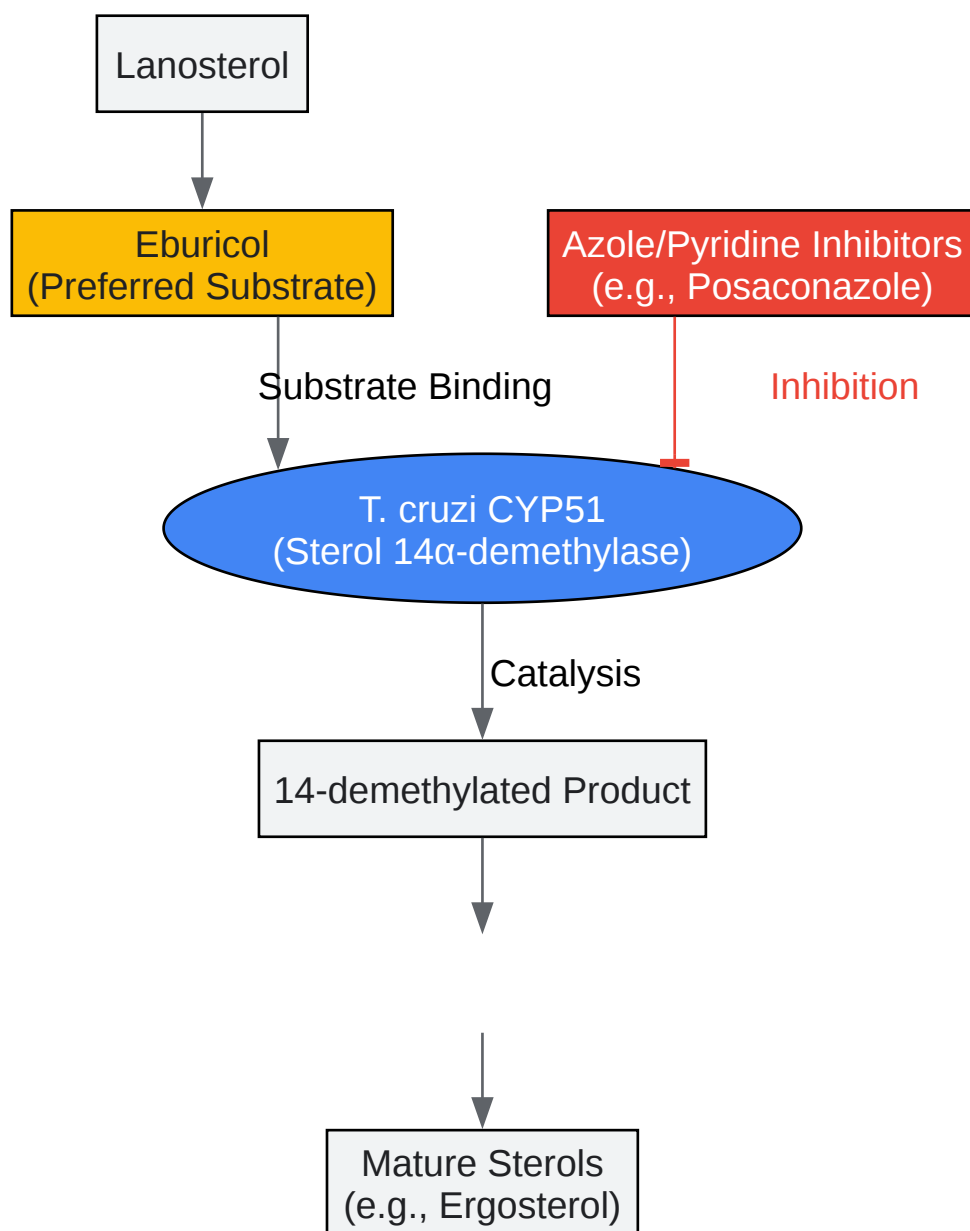 Lanosterol
Eburicol
(Preferred Substrate)
Azole/Pyridine Inhibitors
(e.g., Posaconazole)
Substrate Binding
Inhibition
T. cruzi CYP51
(Sterol 14α-demethylase)
Catalysis
14-demethylated Product
Mature Sterols
(e.g., Ergosterol)